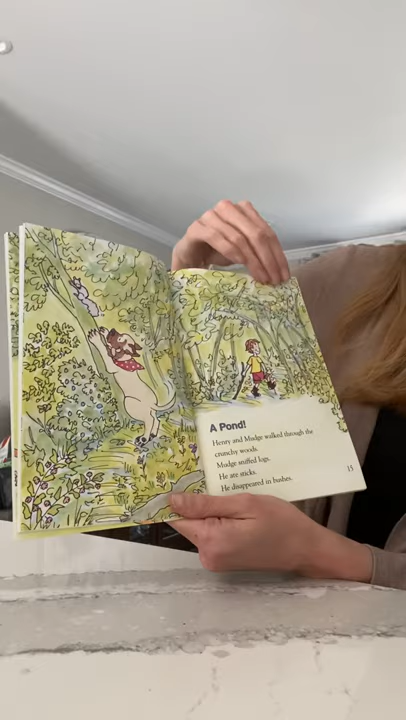 A Pond!
Henry and Mudge walked through the
crunchy woods.
Mudge sniffed logs.
He ate sticks.
He disappeared in bushes.
15